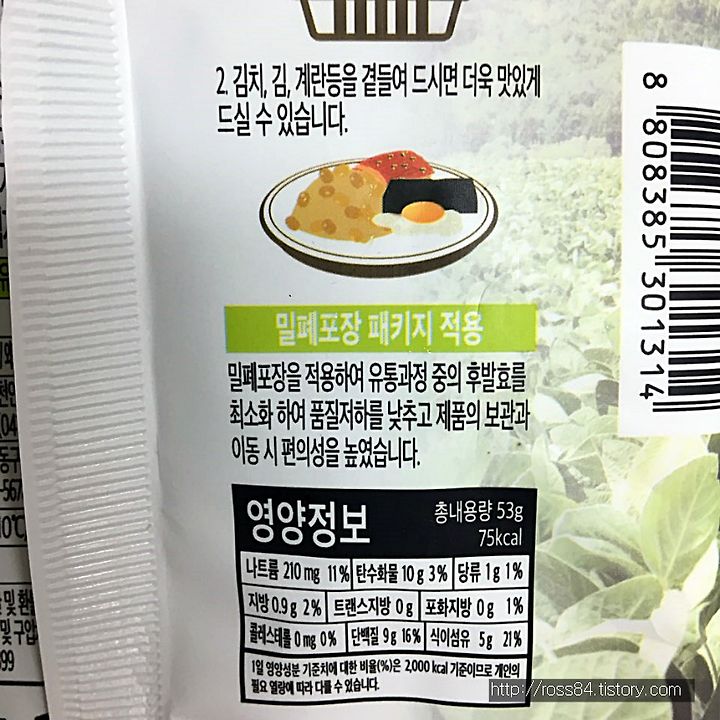 2. 김치, 김, 계란등을 곁들여 드시면 더욱 맛있게
드실 수 있습니다.
밀폐포장 패키지 적용
밀폐포장을 적용하여 유통과정 중의 후발효를
최소화 하여 품질저하를 낮추고 제품의 보관과
이동 시 편의성을 높였습니다.
영양정보
총내용량 53g
75kcal
나트륨 210 mg 11% 탄수화물 10 g 3% 당류 1 g 1%
지방 0.9 g 2% 트랜스지방 0 g 포화지방 0 g 1%
콜레스테롤 0 mg 0% 단백질 9 g 16% 식이섬유 5 g 21%
1일 영양성분 기준치에 대한 비율(%)은 2,000 kcal 기준이므로 개인의
필요 열량에 따라 다를 수 있습니다.
8 808385 301314
http://ross84.tistory.com